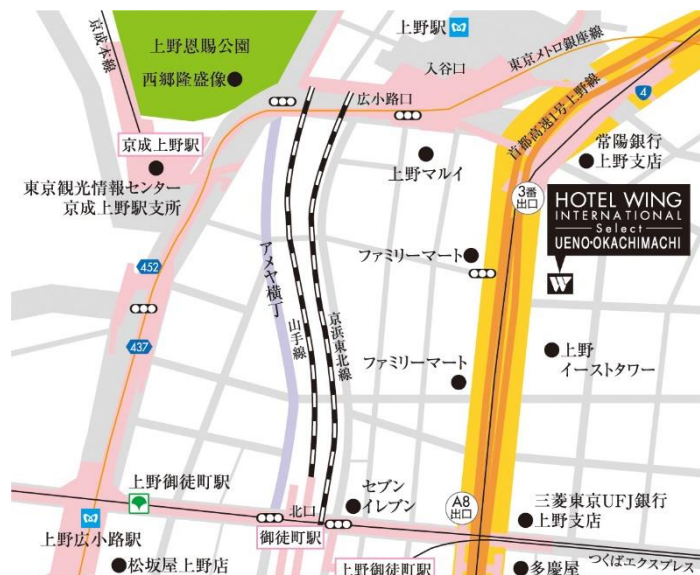 京成本線
上野恩賜公園
西郷隆盛像
上野駅
入谷口
東京メトロ銀座線
広小路口
首都高速1号上野線
4
京成上野駅
東京観光情報センター
京成上野駅支所
上野マルイ
常陽銀行
上野支店
3番
出口
HOTEL WING
INTERNATIONAL
Select
UENO・OKACHIMACHI
W
ファミリーマート
アメヤ横丁
452
山手線
京浜東北線
437
ファミリーマート
上野
イーストタワー
上野御徒町駅
北口
セブン
イレブン
A8
出口
三菱東京UFJ銀行
上野支店
上野広小路駅
御徒町駅
つくばエクスプレス
松坂屋上野店
上野御徒町駅
多慶屋